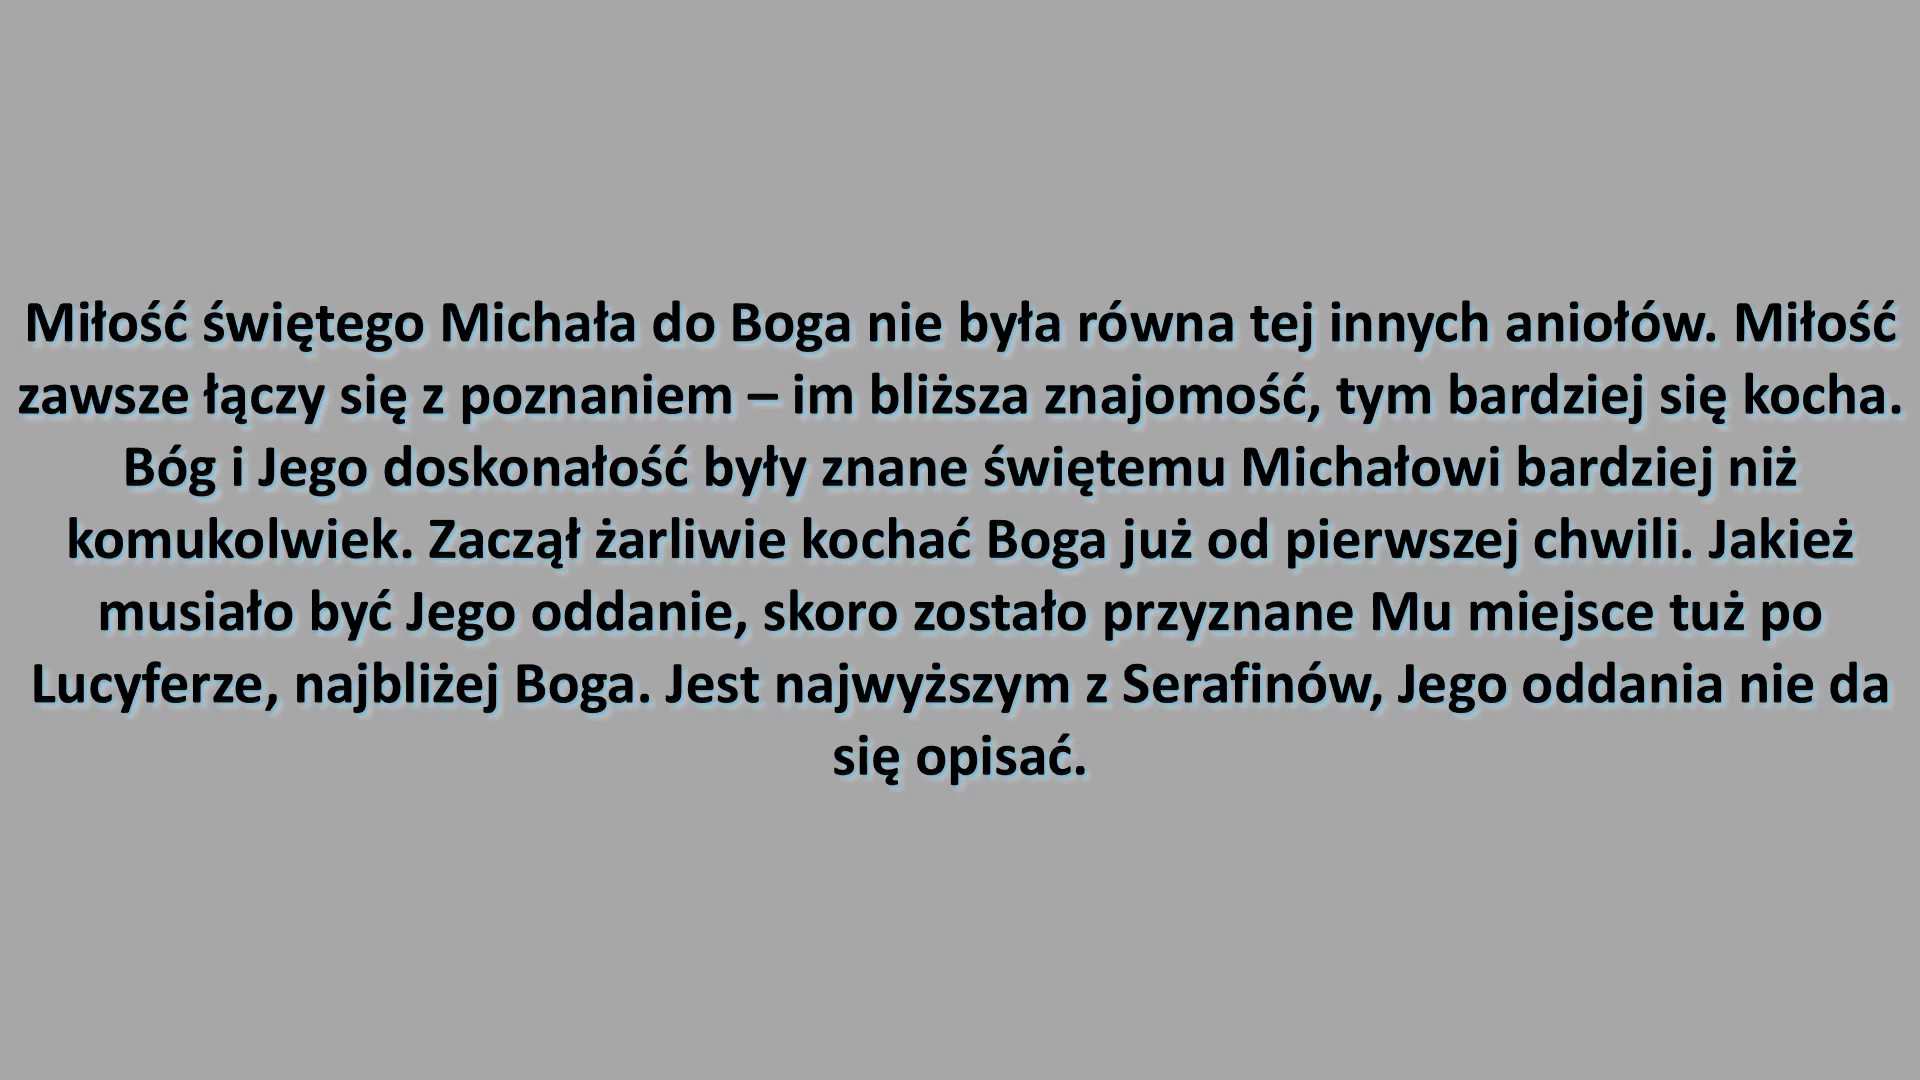 Miłość świętego Michała do Boga nie była równa tej innych aniołów. Miłość
zawsze łączy się z poznaniem – im bliższa znajomość, tym bardziej się kocha.
Bóg i Jego doskonałość były znane świętemu Michałowi bardziej niż
komukolwiek. Zaczął żarliwie kochać Boga już od pierwszej chwili. Jakież
musiało być Jego oddanie, skoro zostało przyznane Mu miejsce tuż po
Lucyferze, najbliżej Boga. Jest najwyższym z Serafinów, Jego oddania nie da
się opisać.